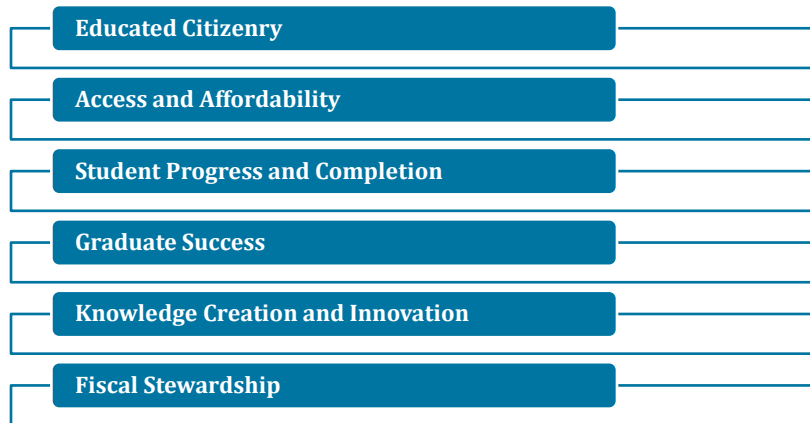 Educated Citizenry
Access and Affordability
Student Progress and Completion
Graduate Success
Knowledge Creation and Innovation
Fiscal Stewardship